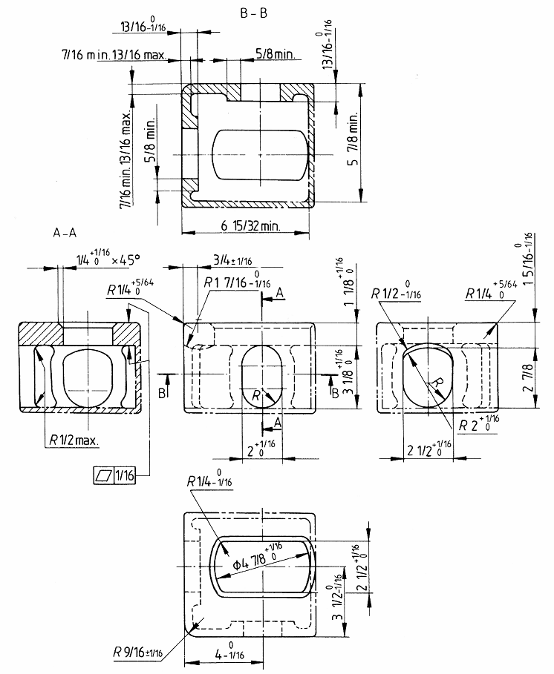 B-B
13/16 0 -1/16
7/16 min. 13/16 max.
5/8 min.
13/16 0 -1/16
7/16 min. 13/16 max.
5/8 min.
5 7/8 min.
6 15/32 min.
A-A
1/4 +1/16 0 ×45°
R 1/4 +5/64 0
3/4 ±1/16
R 1 7/16 0 -1/16
A
1 1/8 +1/16 0
R 1/2 0 -1/16
R 1/4 +5/64 0
1 5/16 0 -1/16
B
B
R
3 1/8 +1/16 0
R
2 7/8
R 1/2 max.
A
2 +1/16 0
R 2 +1/16 0
2 1/2 +1/16 0
1/16
R 1/4 0 -1/16
Φ4 7/8 +1/16 0
2 1/2 +1/16 0
3 1/2 0 -1/16
R 9/16 ±1/16
4 0 -1/16